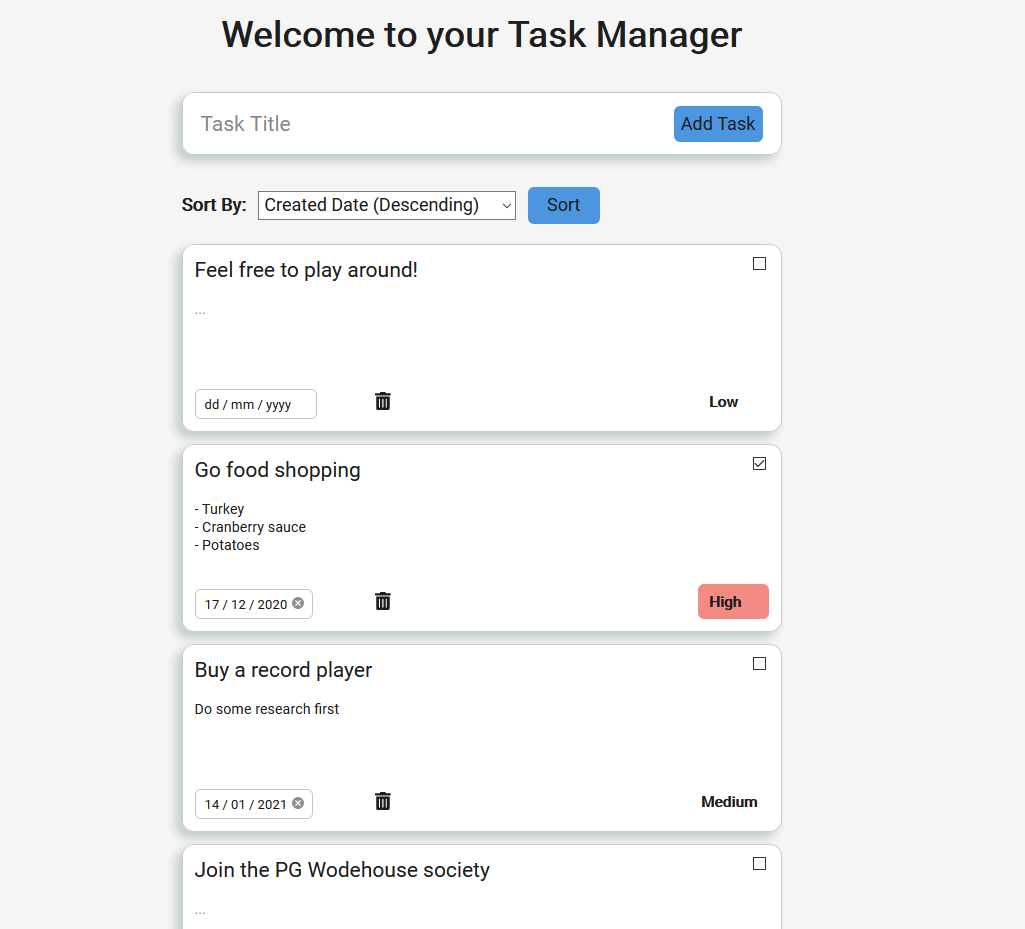 Welcome to your Task Manager
Task Title
Add Task
Sort By:
Created Date (Descending)
Sort
Feel free to play around!
...
dd / mm / yyyy
Low
Go food shopping
- Turkey
- Cranberry sauce
- Potatoes
17 / 12 / 2020
High
Buy a record player
Do some research first
14 / 01 / 2021
Medium
Join the PG Wodehouse society
...